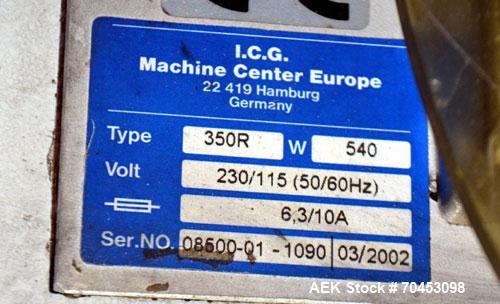 I.C.G.
Machine Center Europe
22 419 Hamburg
Germany
Type 350R W 540
Volt 230/115 (50/60Hz)
6,3/10A
Ser.NO. 08500-01 - 1090 03/2002
AEK Stock # 70453098